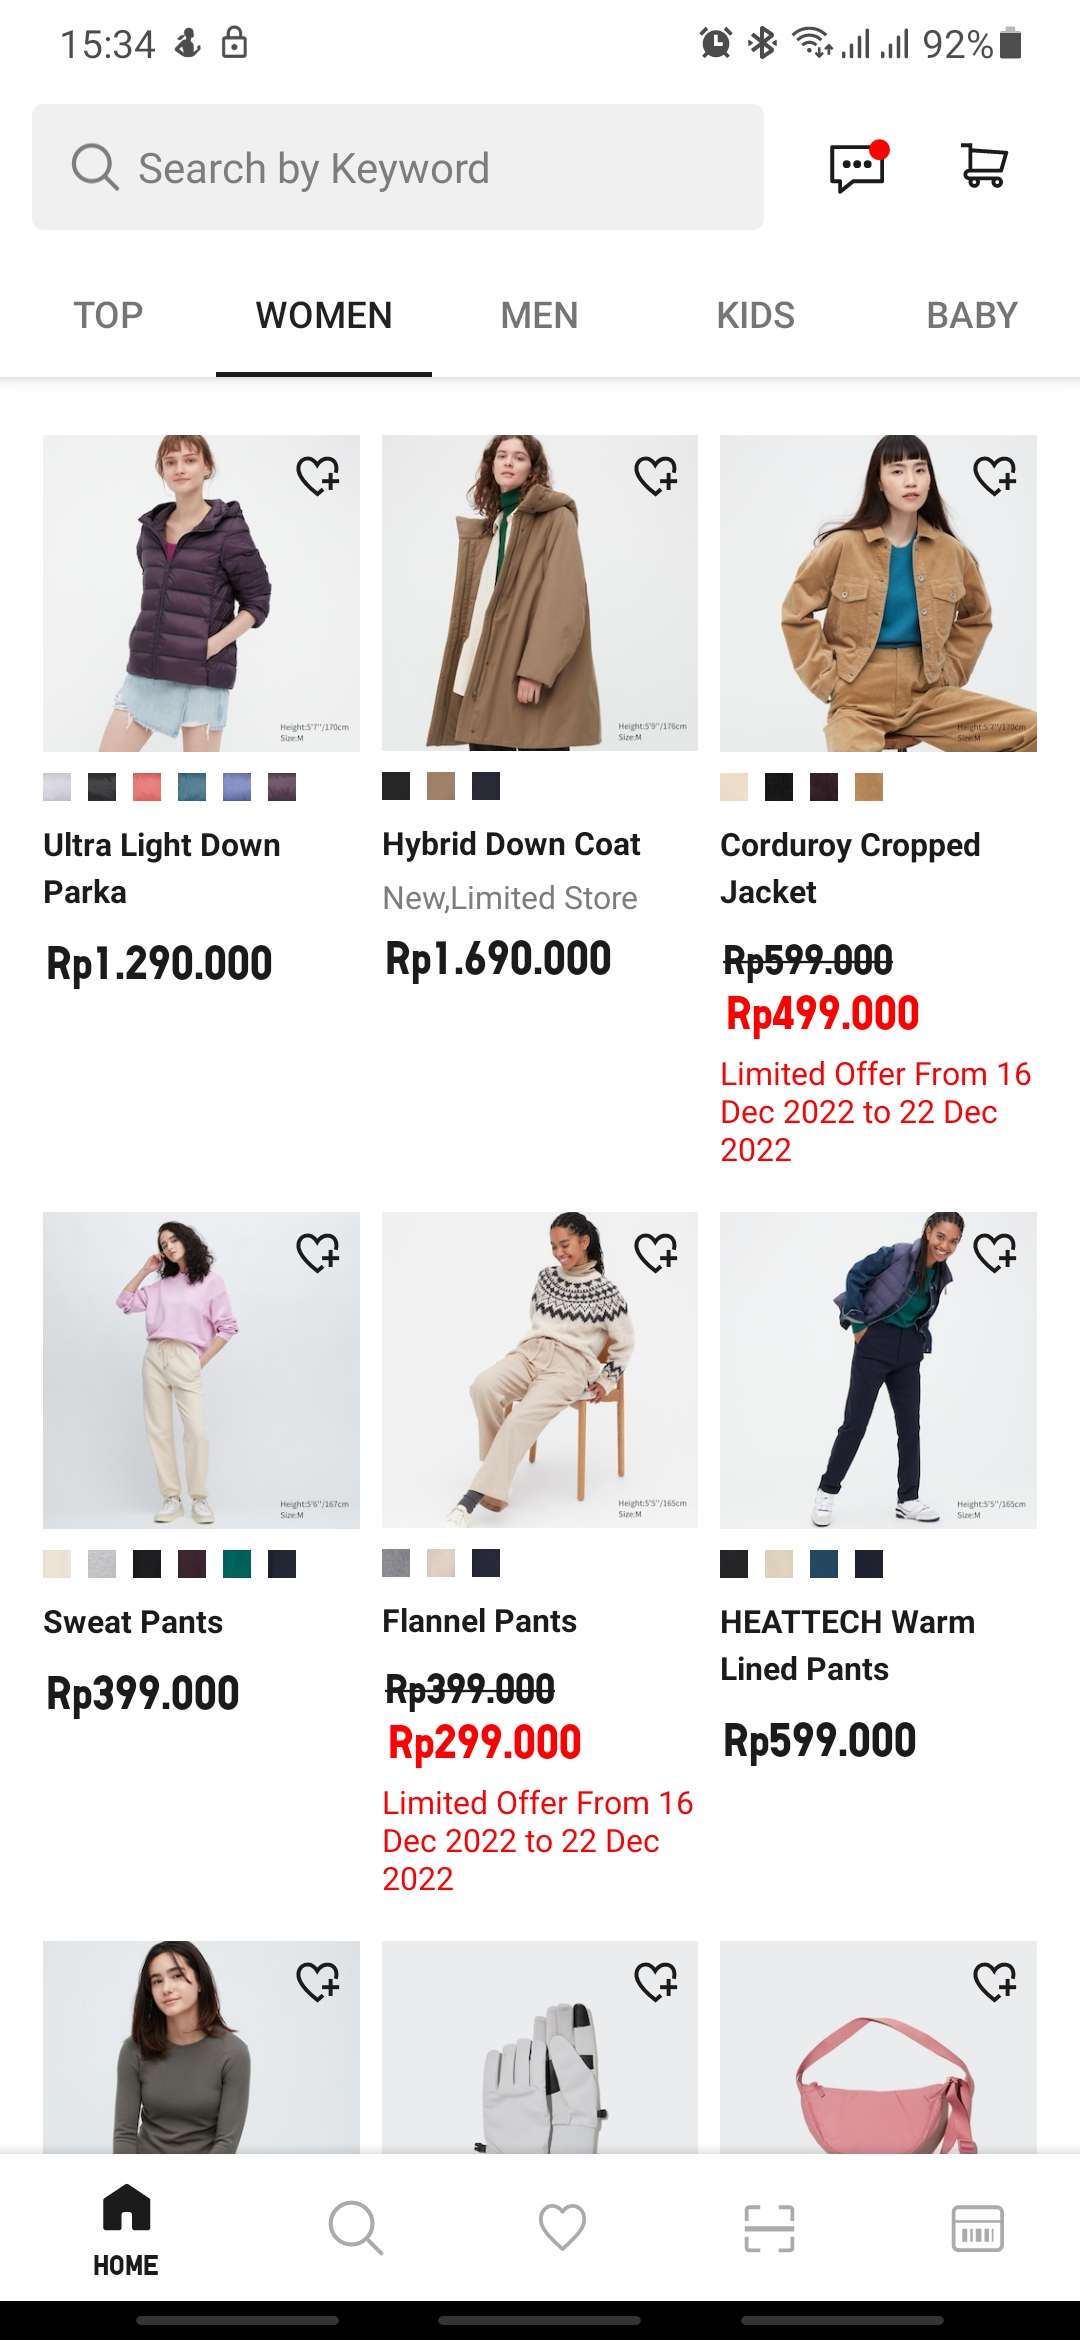 15:34
92%
Search by Keyword
TOP
WOMEN
MEN
KIDS
BABY
Height:5'7"/170cm
Size:M
Height:5'9"/176cm
Size:M
Height:5'7"/170cm
Size:M
Ultra Light Down
Parka
Rp1.290.000
Hybrid Down Coat
New,Limited Store
Rp1.690.000
Corduroy Cropped
Jacket
Rp599.000
Rp499.000
Limited Offer From 16
Dec 2022 to 22 Dec
2022
Height:5'6"/167cm
Size:M
Height:5'5"/165cm
Size:M
Height:5'5"/165cm
Size:M
Sweat Pants
Rp399.000
Flannel Pants
Rp399.000
Rp299.000
Limited Offer From 16
Dec 2022 to 22 Dec
2022
HEATTECH Warm
Lined Pants
Rp599.000
HOME